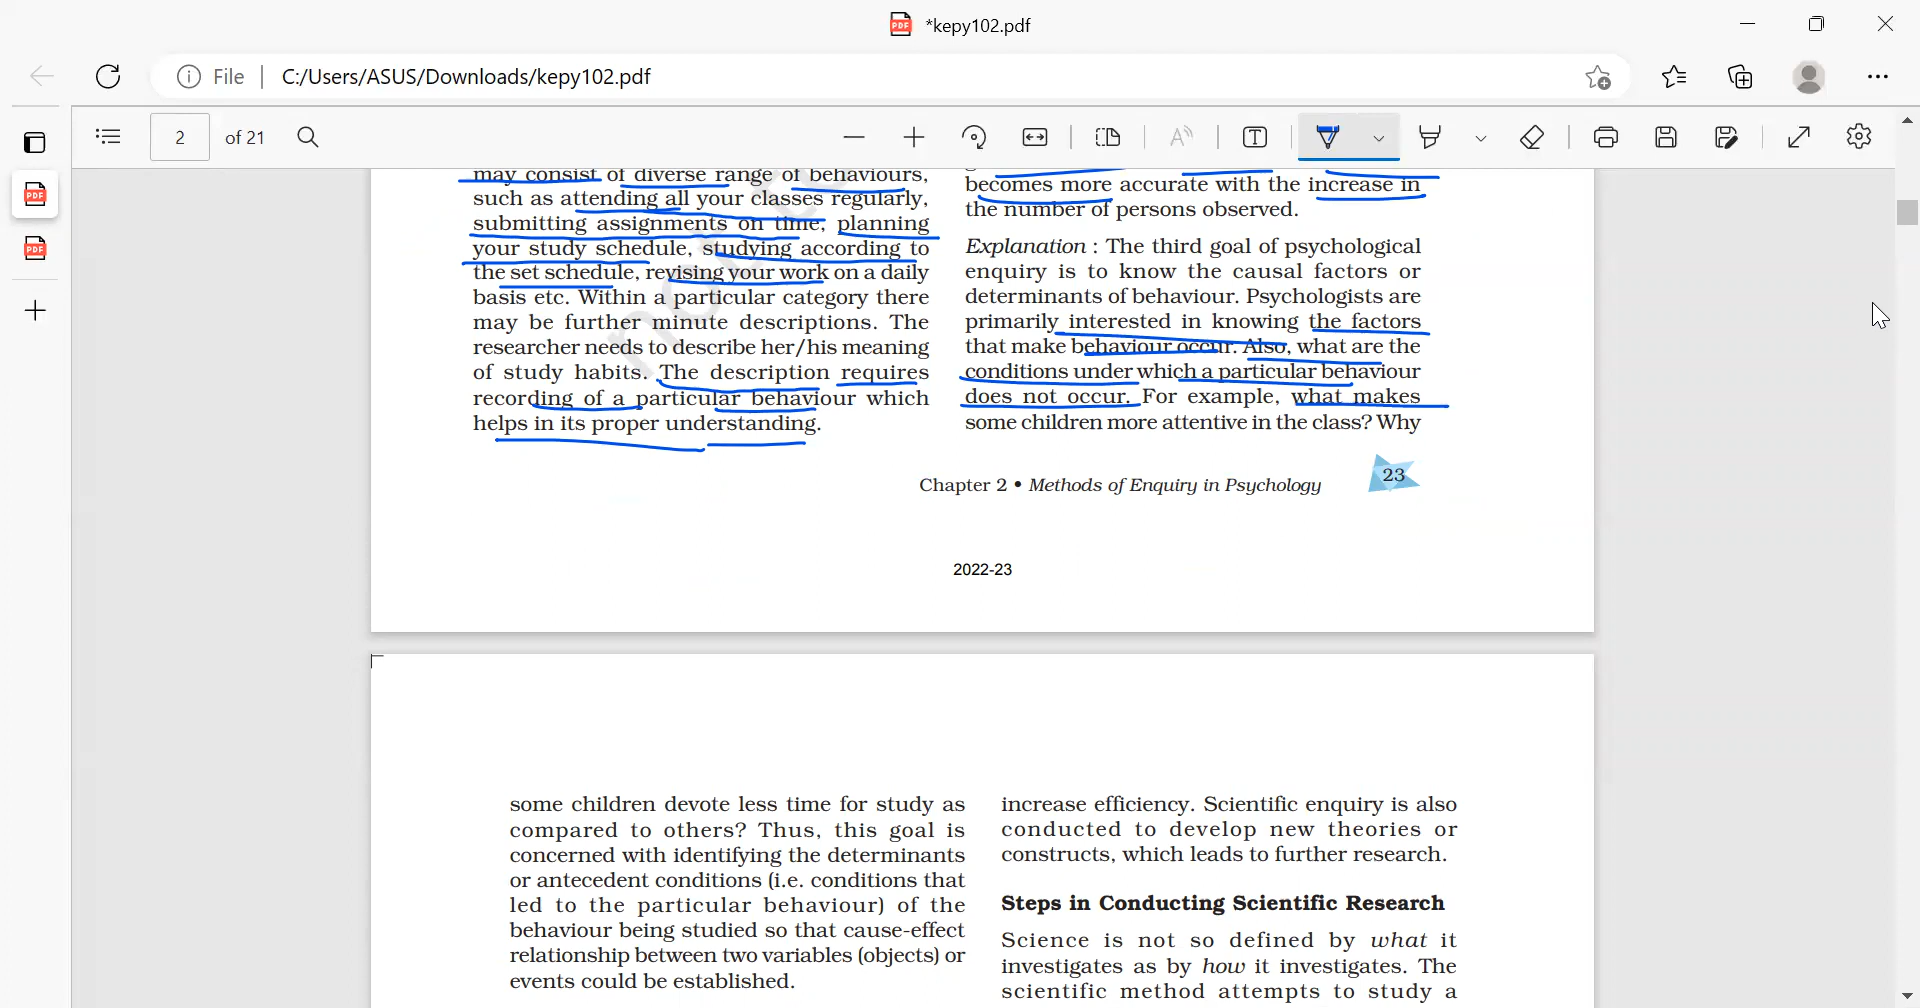 *kepy102.pdf
File
C:/Users/ASUS/Downloads/kepy102.pdf
2 of 21
may consist of diverse range of behaviours,
such as attending all your classes regularly,
submitting assignments on time, planning
your study schedule, studying according to
the set schedule, revising your work on a daily
basis etc. Within a particular category there
may be further minute descriptions. The
researcher needs to describe her/his meaning
of study habits. The description requires
recording of a particular behaviour which
helps in its proper understanding.
becomes more accurate with the increase in
the number of persons observed.
Explanation : The third goal of psychological
enquiry is to know the causal factors or
determinants of behaviour. Psychologists are
primarily interested in knowing the factors
that make behaviour occur. Also, what are the
conditions under which a particular behaviour
does not occur. For example, what makes
some children more attentive in the class? Why
Chapter 2 • Methods of Enquiry in Psychology
23
2022-23
some children devote less time for study as
compared to others? Thus, this goal is
concerned with identifying the determinants
or antecedent conditions (i.e. conditions that
led to the particular behaviour) of the
behaviour being studied so that cause-effect
relationship between two variables (objects) or
events could be established.
increase efficiency. Scientific enquiry is also
conducted to develop new theories or
constructs, which leads to further research.
Steps in Conducting Scientific Research
Science is not so defined by what it
investigates as by how it investigates. The
scientific method attempts to study a